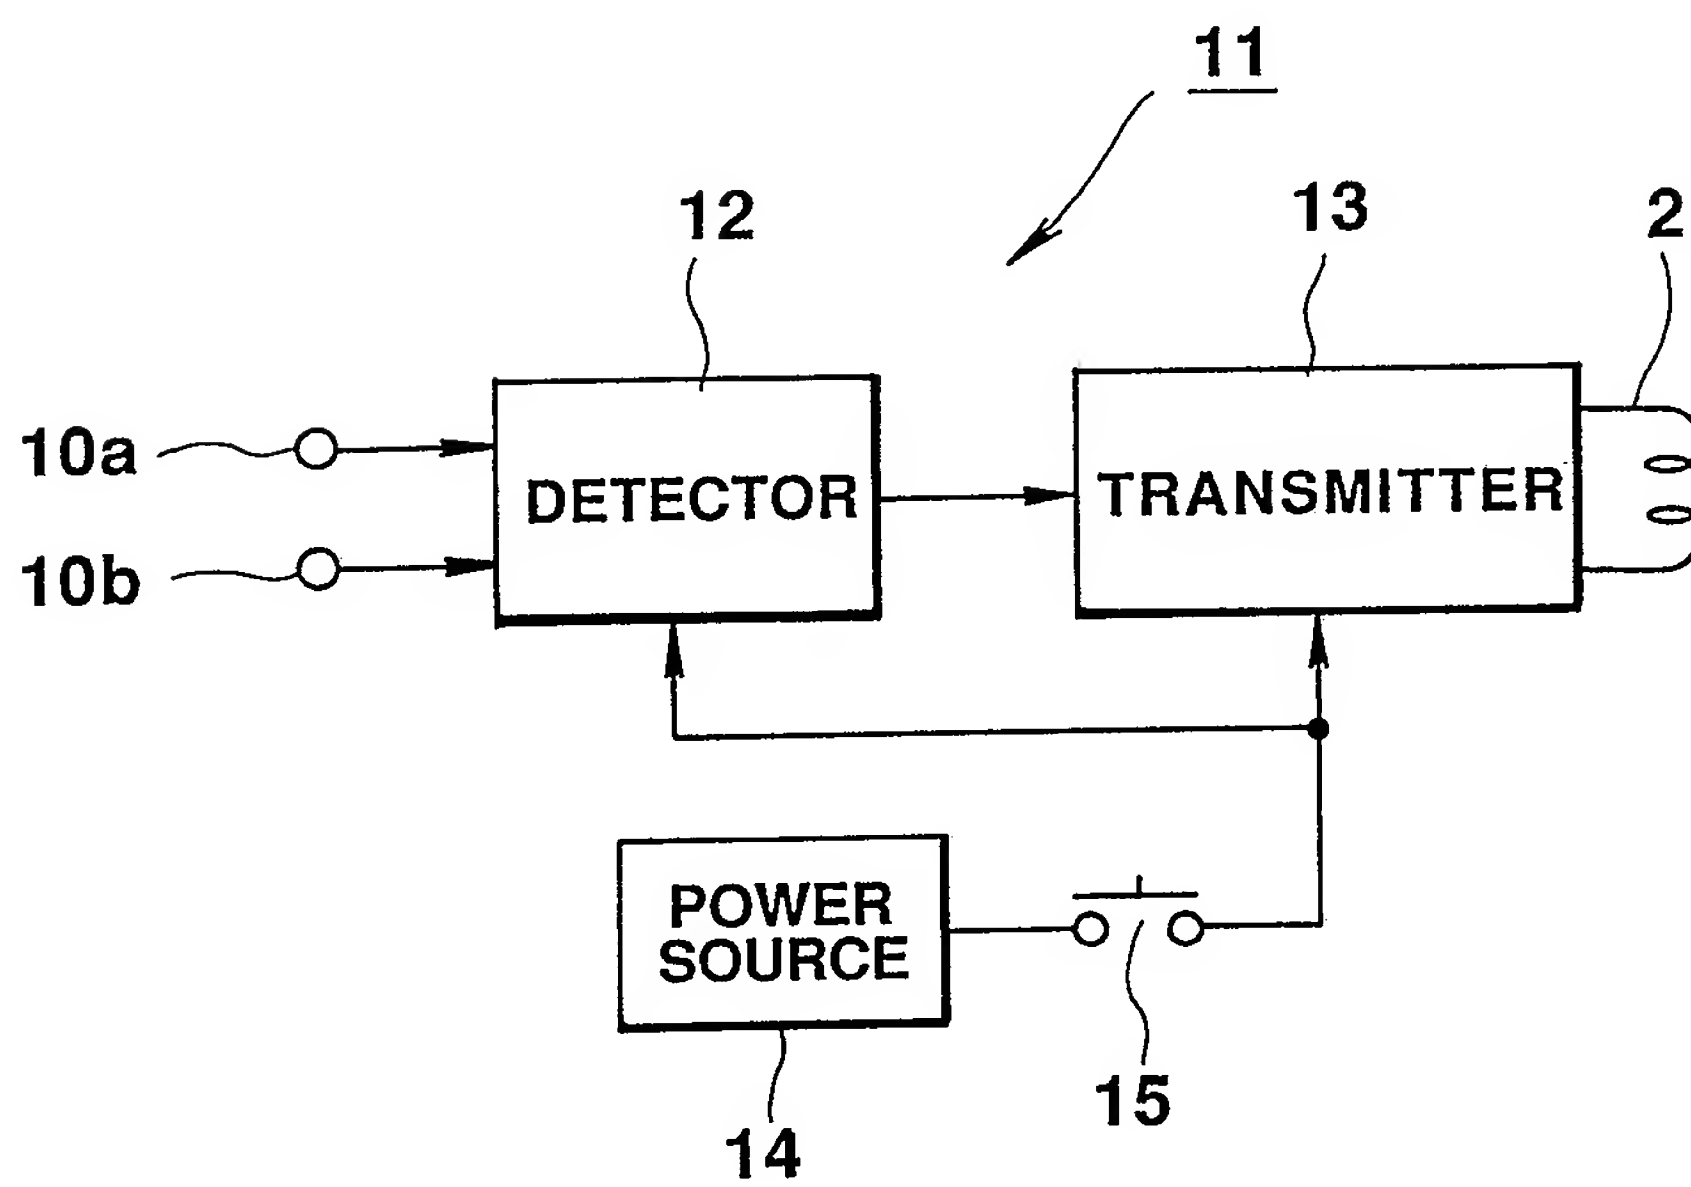 11
12
13
2
10a
DETECTOR
TRANSMITTER
10b
POWER
SOURCE
15
14